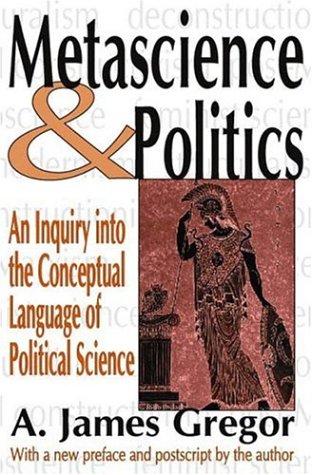 Metascience
& Politics
An Inquiry into
the Conceptual
Language of
Political Science
A. James Gregor
With a new preface and postscript by the author